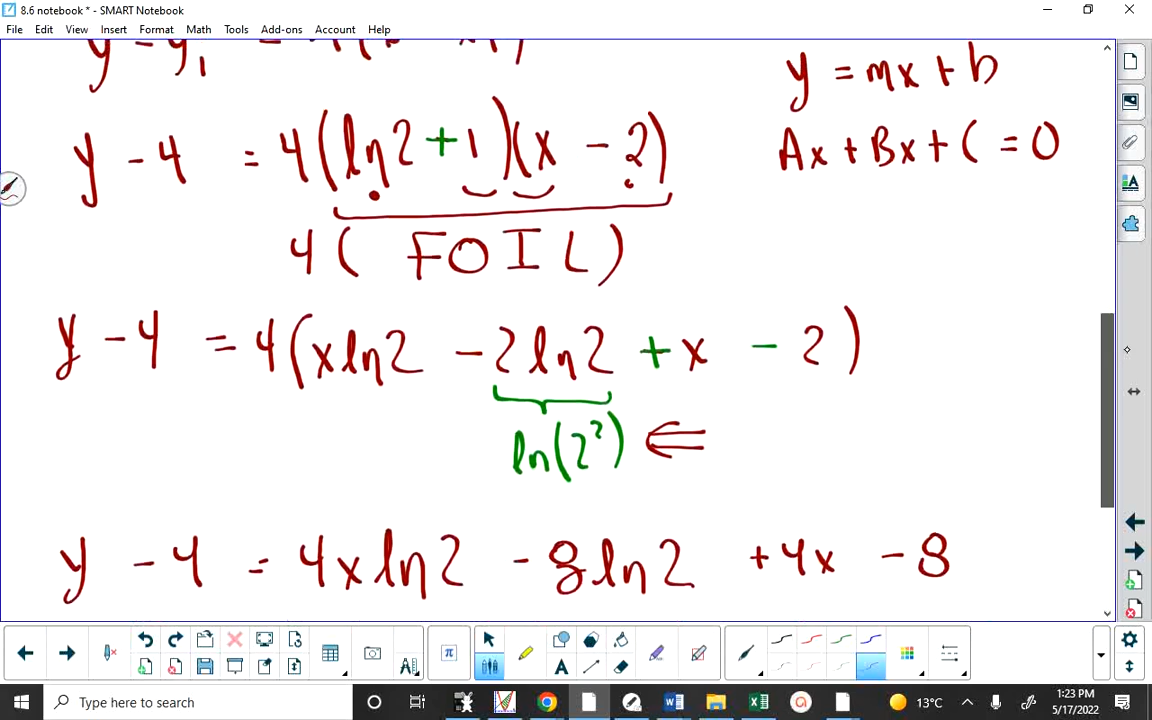 8.6 notebook * - SMART Notebook
File Edit View Insert Format Math Tools Add-ons Account Help
y = mx + b
y - 4 = 4(ln2 + 1)(x - 2)
Ax + Bx + C = 0
4( FOIL )
y - 4 = 4(xln2 - 2ln2 + x - 2)
ln(2²) ⇐
y - 4 = 4xln2 - 8ln2 + 4x - 8
π
A
Type here to search
13°C
1:23 PM
5/17/2022